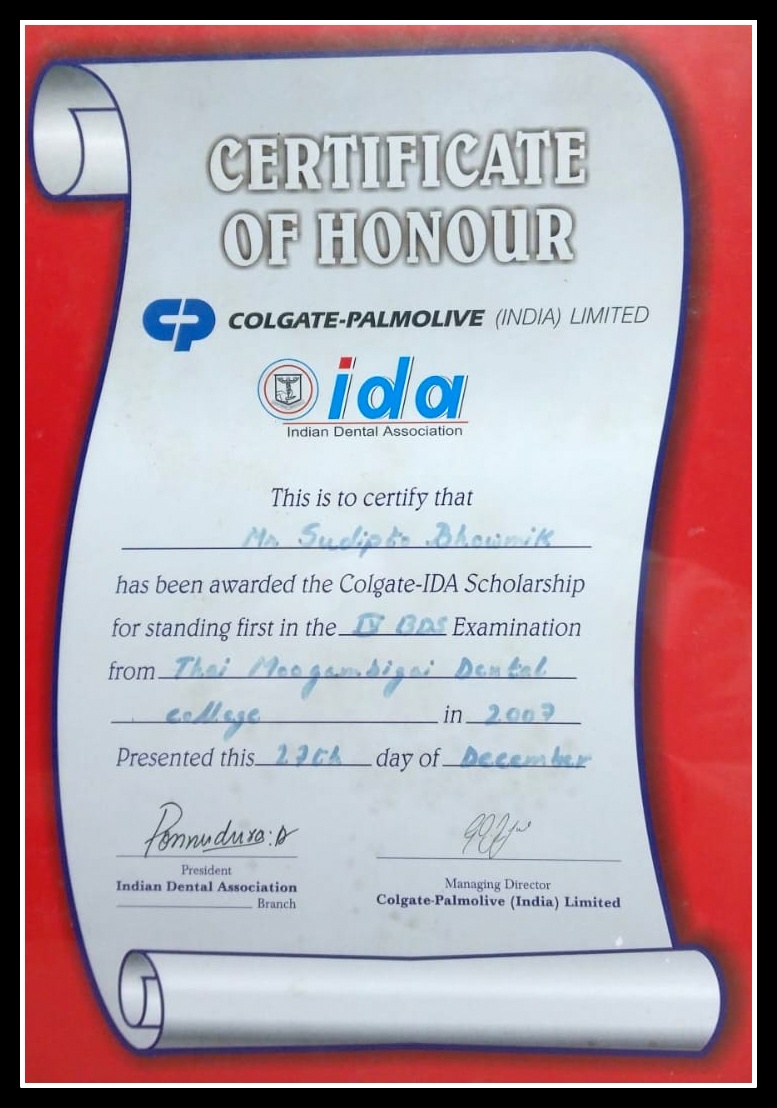 CERTIFICATE
OF HONOUR
CP COLGATE-PALMOLIVE (INDIA) LIMITED
ida
Indian Dental Association
This is to certify that
Mr Sudipto Bhowmik
has been awarded the Colgate-IDA Scholarship
for standing first in the IV BDS Examination
from Thai Moogambigai Dental
college in 2007
Presented this 27th day of December
Ponnudurai.D
President
Indian Dental Association
Branch
Managing Director
Colgate-Palmolive (India) Limited